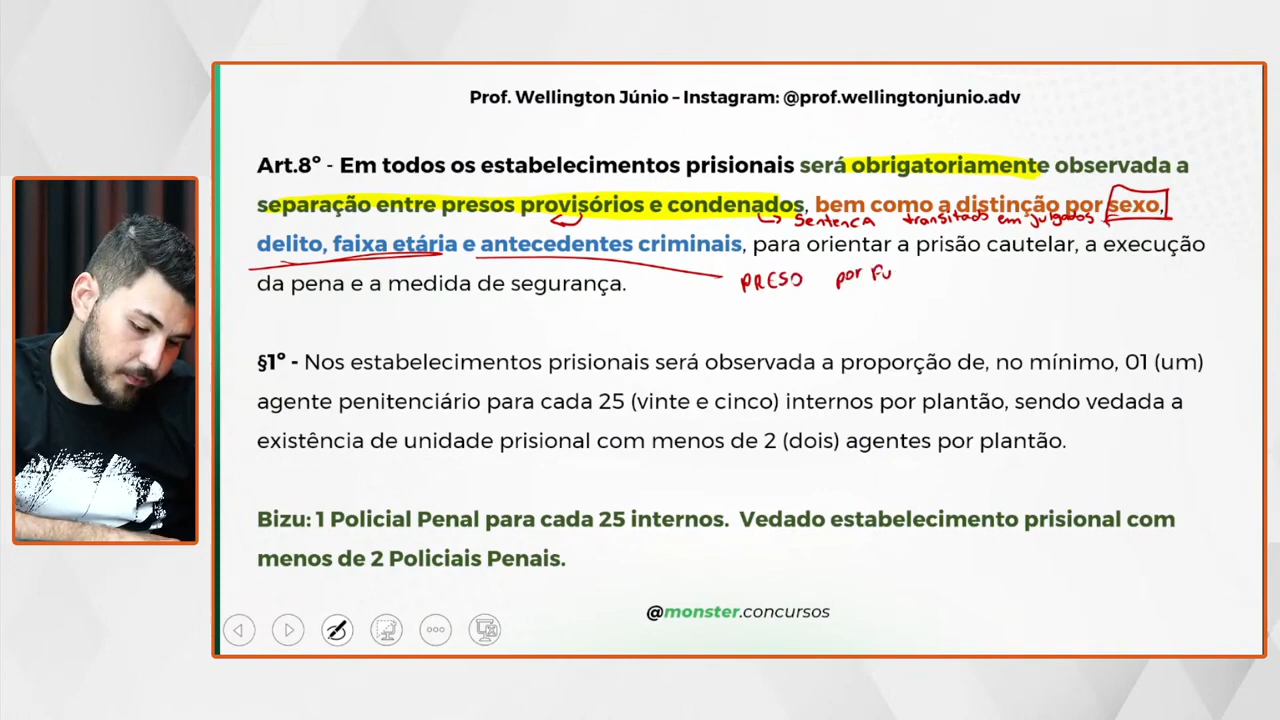 Prof. Wellington Júnio – Instagram: @prof.wellingtonjunio.adv
Art.8º - Em todos os estabelecimentos prisionais será obrigatoriamente observada a
separação entre presos provisórios e condenados, bem como a distinção por sexo,
Sentença transitado em julgados
delito, faixa etária e antecedentes criminais, para orientar a prisão cautelar, a execução
PRESO por Fu
da pena e a medida de segurança.
§1º - Nos estabelecimentos prisionais será observada a proporção de, no mínimo, 01 (um)
agente penitenciário para cada 25 (vinte e cinco) internos por plantão, sendo vedada a
existência de unidade prisional com menos de 2 (dois) agentes por plantão.
Bizu: 1 Policial Penal para cada 25 internos. Vedado estabelecimento prisional com
menos de 2 Policiais Penais.
@monster.concursos